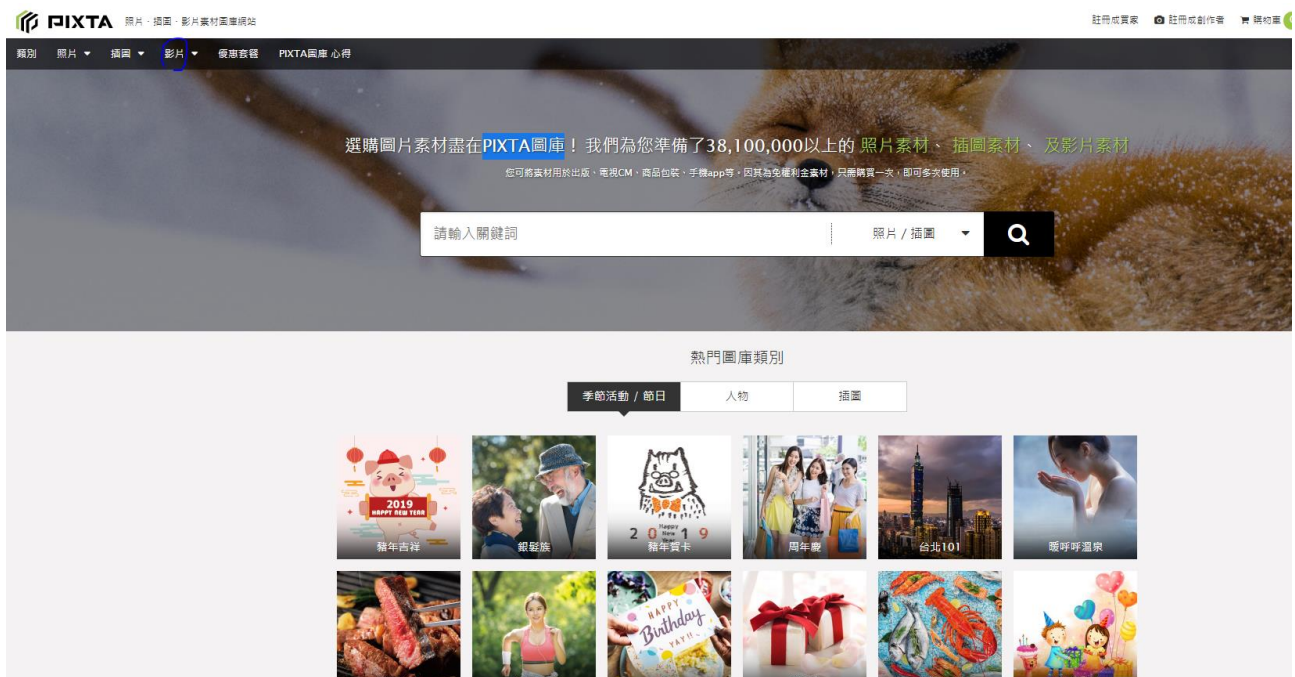 PIXTA 照片・插圖・影片素材圖庫網站
註冊成買家 註冊成創作者 購物車
類別 照片 插圖 影片 優惠套餐 PIXTA圖庫 心得
選購圖片素材盡在PIXTA圖庫！ 我們為您準備了38,100,000以上的 照片素材、 插圖素材、 及影片素材
您可將素材用於出版、電視CM、商品包裝、手機app等，因其為免權利金素材，只需購買一次，即可多次使用。
請輸入關鍵詞 照片 / 插圖
熱門圖庫類別
季節活動 / 節日 人物 插圖
2019
HAPPY NEW YEAR
豬年吉祥
銀髮族
Happy
2 0 New 1 9
Year
豬年賀卡
周年慶
台北101
暖呼呼溫泉
HAPPY
Birthday
YAY!!